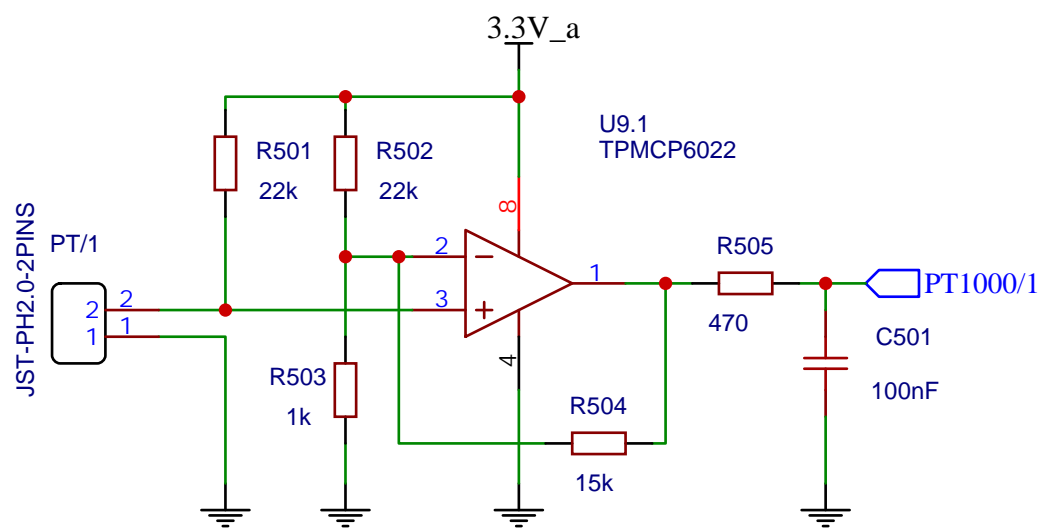 3.3V_a
U9.1
TPMCP6022
R501
22k
R502
22k
8
JST-PH2.0-2PINS
PT/1
2
1
2
1
2
3
1
4
R505
470
PT1000/1
C501
100nF
R503
1k
R504
15k